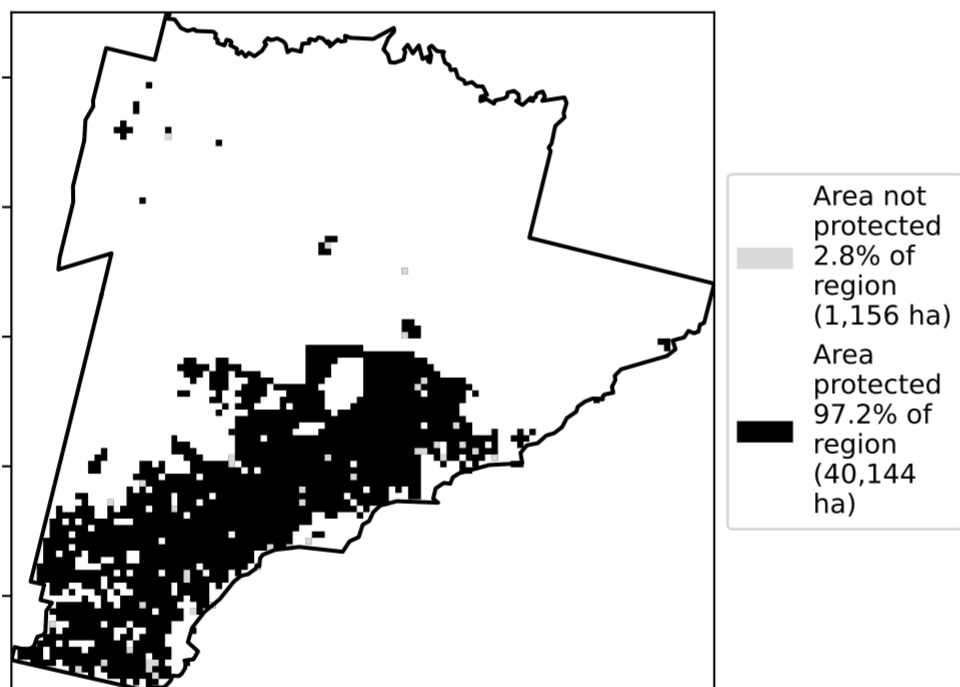 Area not
protected
2.8% of
region
(1,156 ha)
Area
protected
97.2% of
region
(40,144
ha)